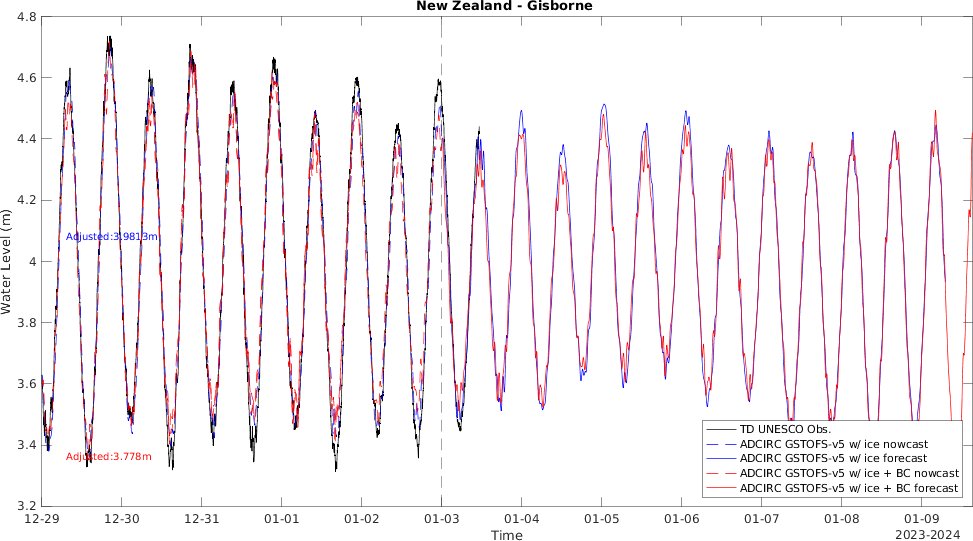 New Zealand - Gisborne
4.8
4.6
4.4
4.2
4
3.8
3.6
3.4
3.2
Water Level (m)
Adjusted:3.9813m
Adjusted:3.778m
TD UNESCO Obs.
ADCIRC GSTOFS-v5 w/ ice nowcast
ADCIRC GSTOFS-v5 w/ ice forecast
ADCIRC GSTOFS-v5 w/ ice + BC nowcast
ADCIRC GSTOFS-v5 w/ ice + BC forecast
12-29 12-30 12-31 01-01 01-02 01-03 01-04 01-05 01-06 01-07 01-08 01-09
Time
2023-2024